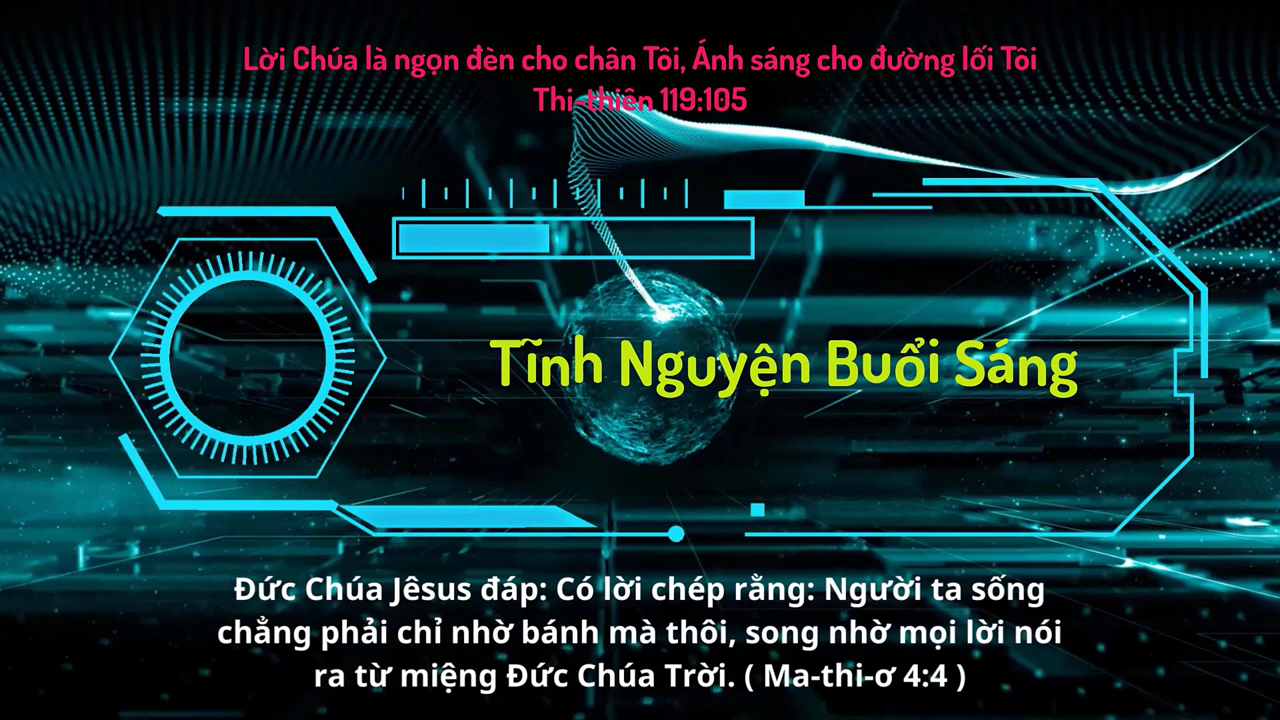 Lời Chúa là ngọn đèn cho chân Tôi, Ánh sáng cho đường lối Tôi
Thi-thiên 119:105
Tĩnh Nguyện Buổi Sáng
Đức Chúa Jêsus đáp: Có lời chép rằng: Người ta sống
chẳng phải chỉ nhờ bánh mà thôi, song nhờ mọi lời nói
ra từ miệng Đức Chúa Trời. ( Ma-thi-ơ 4:4 )